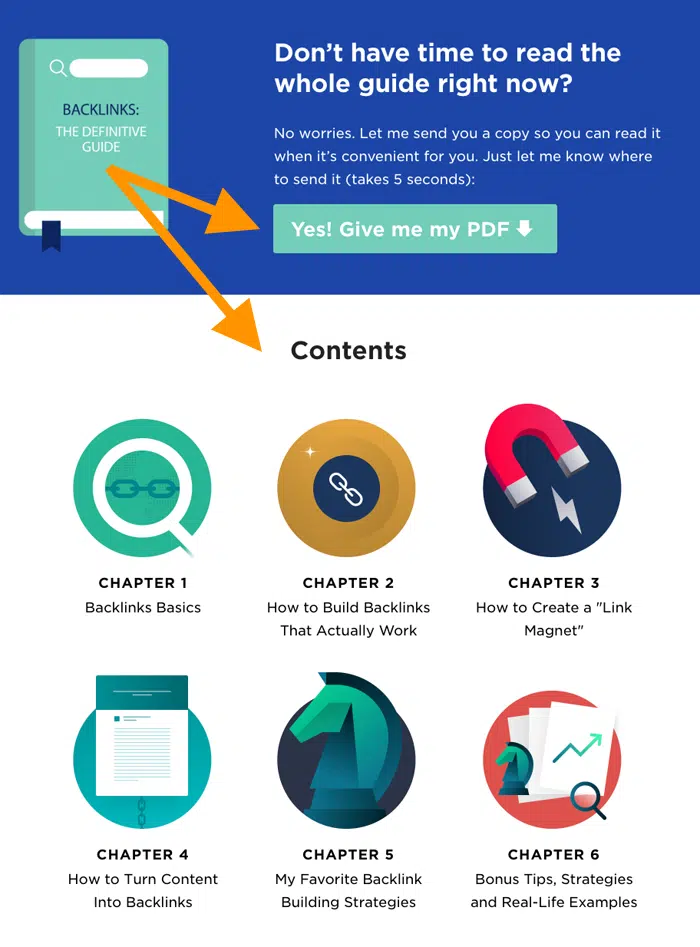 BACKLINKS:
THE DEFINITIVE
GUIDE
Don’t have time to read the
whole guide right now?
No worries. Let me send you a copy so you can read it
when it’s convenient for you. Just let me know where
to send it (takes 5 seconds):
Yes! Give me my PDF
Contents
CHAPTER 1
Backlinks Basics
CHAPTER 2
How to Build Backlinks
That Actually Work
CHAPTER 3
How to Create a "Link
Magnet"
CHAPTER 4
How to Turn Content
Into Backlinks
CHAPTER 5
My Favorite Backlink
Building Strategies
CHAPTER 6
Bonus Tips, Strategies
and Real-Life Examples